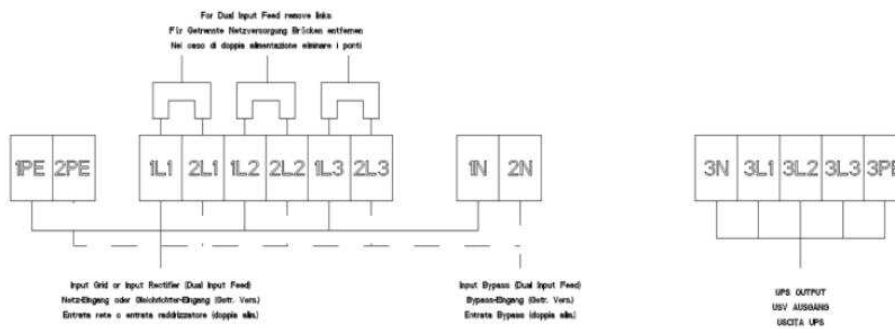 For Dual Input Feed remove links
Für Getrennte Netzversorgung Brücken entfernen
Nel caso di doppia alimentazione eliminare i ponti
1PE 2PE 1L1 2L1 1L2 2L2 1L3 2L3 1N 2N 3N 3L1 3L2 3L3 3PE
Input Grid or Input Rectifier (Dual Input Feed)
Netz-Eingang oder Gleichrichter-Eingang (Getr. Vers.)
Entrata rete o entrata raddrizzatore (doppia alim.)
Input Bypass (Dual Input Feed)
Bypass-Eingang (Getr. Vers.)
Entrata Bypass (doppia alim.)
UPS OUTPUT
USV AUSGANG
USCITA UPS